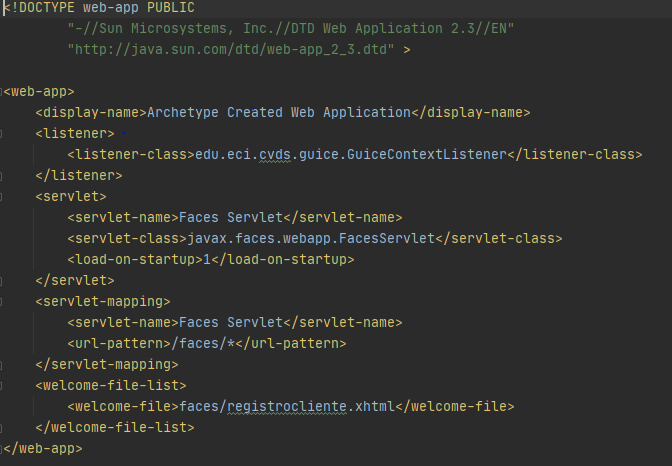 <!DOCTYPE web-app PUBLIC
"-//Sun Microsystems, Inc.//DTD Web Application 2.3//EN"
"http://java.sun.com/dtd/web-app_2_3.dtd" >
<web-app>
<display-name>Archetype Created Web Application</display-name>
<listener>
<listener-class>edu.eci.cvds.guice.GuiceContextListener</listener-class>
</listener>
<servlet>
<servlet-name>Faces Servlet</servlet-name>
<servlet-class>javax.faces.webapp.FacesServlet</servlet-class>
<load-on-startup>1</load-on-startup>
</servlet>
<servlet-mapping>
<servlet-name>Faces Servlet</servlet-name>
<url-pattern>/faces/*</url-pattern>
</servlet-mapping>
<welcome-file-list>
<welcome-file>faces/registrocliente.xhtml</welcome-file>
</welcome-file-list>
</web-app>